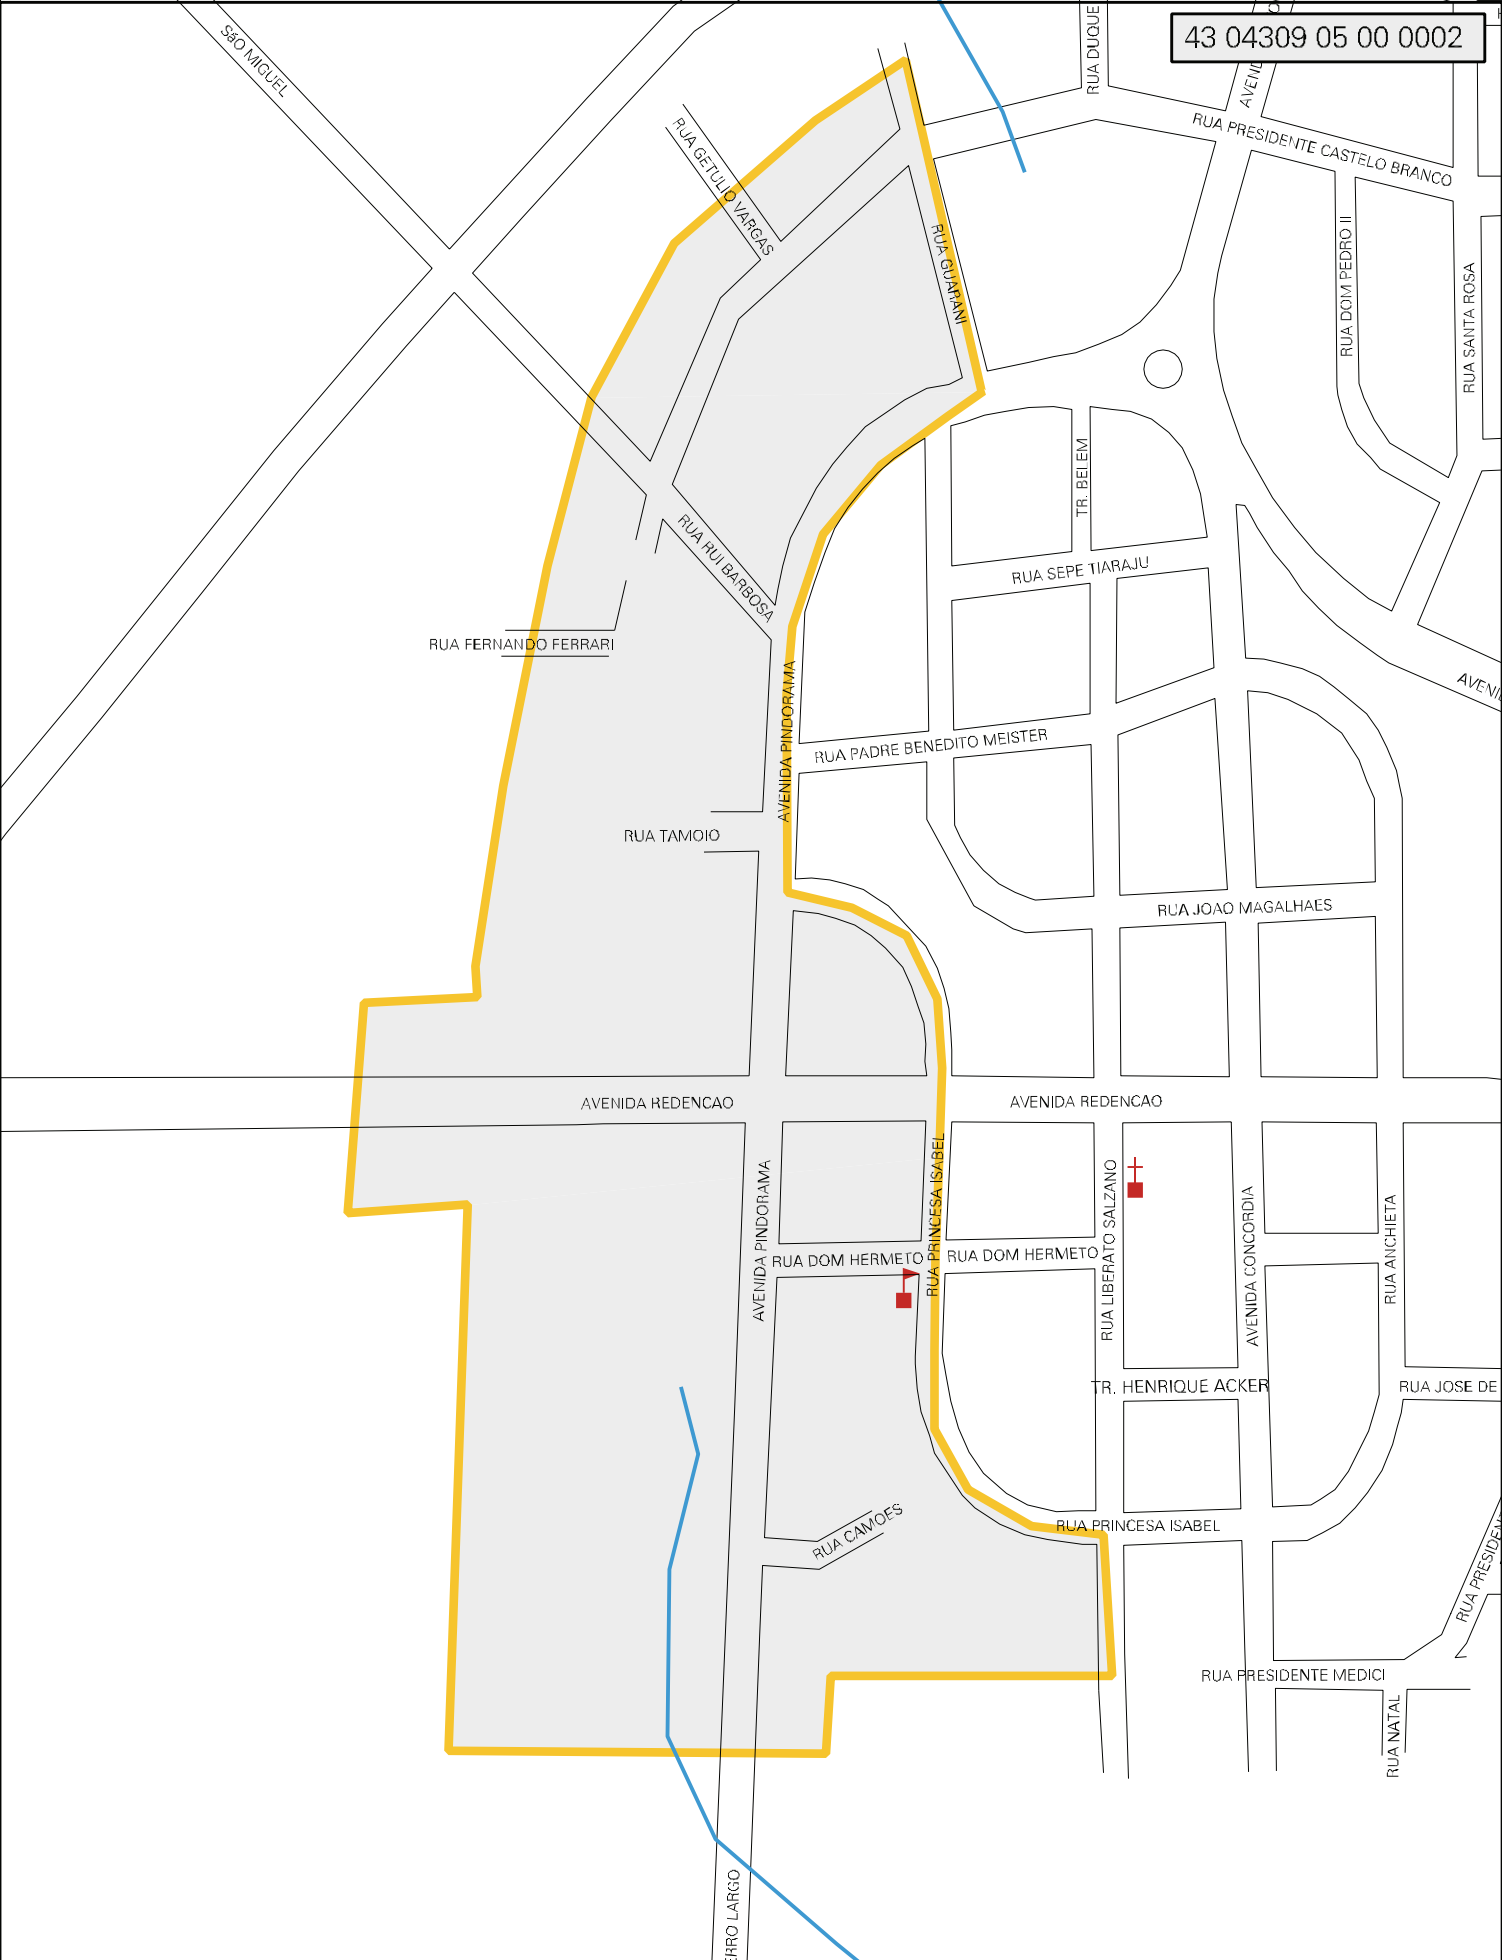 43 04309 05 00 0002
SãO MIGUEL
RUA DUQUE
RUA PRESIDENTE CASTELO BRANCO
RUA GETULIO VARGAS
RUA GUARANI
RUA DOM PEDRO II
RUA SANTA ROSA
TR. BELEM
RUA SEPE TIARAJU
RUA RUI BARBOSA
RUA FERNANDO FERRARI
AVENIDA PINDORAMA
RUA PADRE BENEDITO MEISTER
RUA TAMOIO
RUA JOAO MAGALHAES
AVENIDA REDENCAO
AVENIDA REDENCAO
AVENIDA PINDORAMA
RUA PRINCESA ISABEL
RUA LIBERATO SALZANO
AVENIDA CONCORDIA
RUA ANCHIETA
RUA DOM HERMETO
RUA DOM HERMETO
TR. HENRIQUE ACKER
RUA JOSE DE
RUA CAMOES
RUA PRINCESA ISABEL
RUA PRESIDEN
RUA PRESIDENTE MEDICI
RUA NATAL
ERRO LARGO